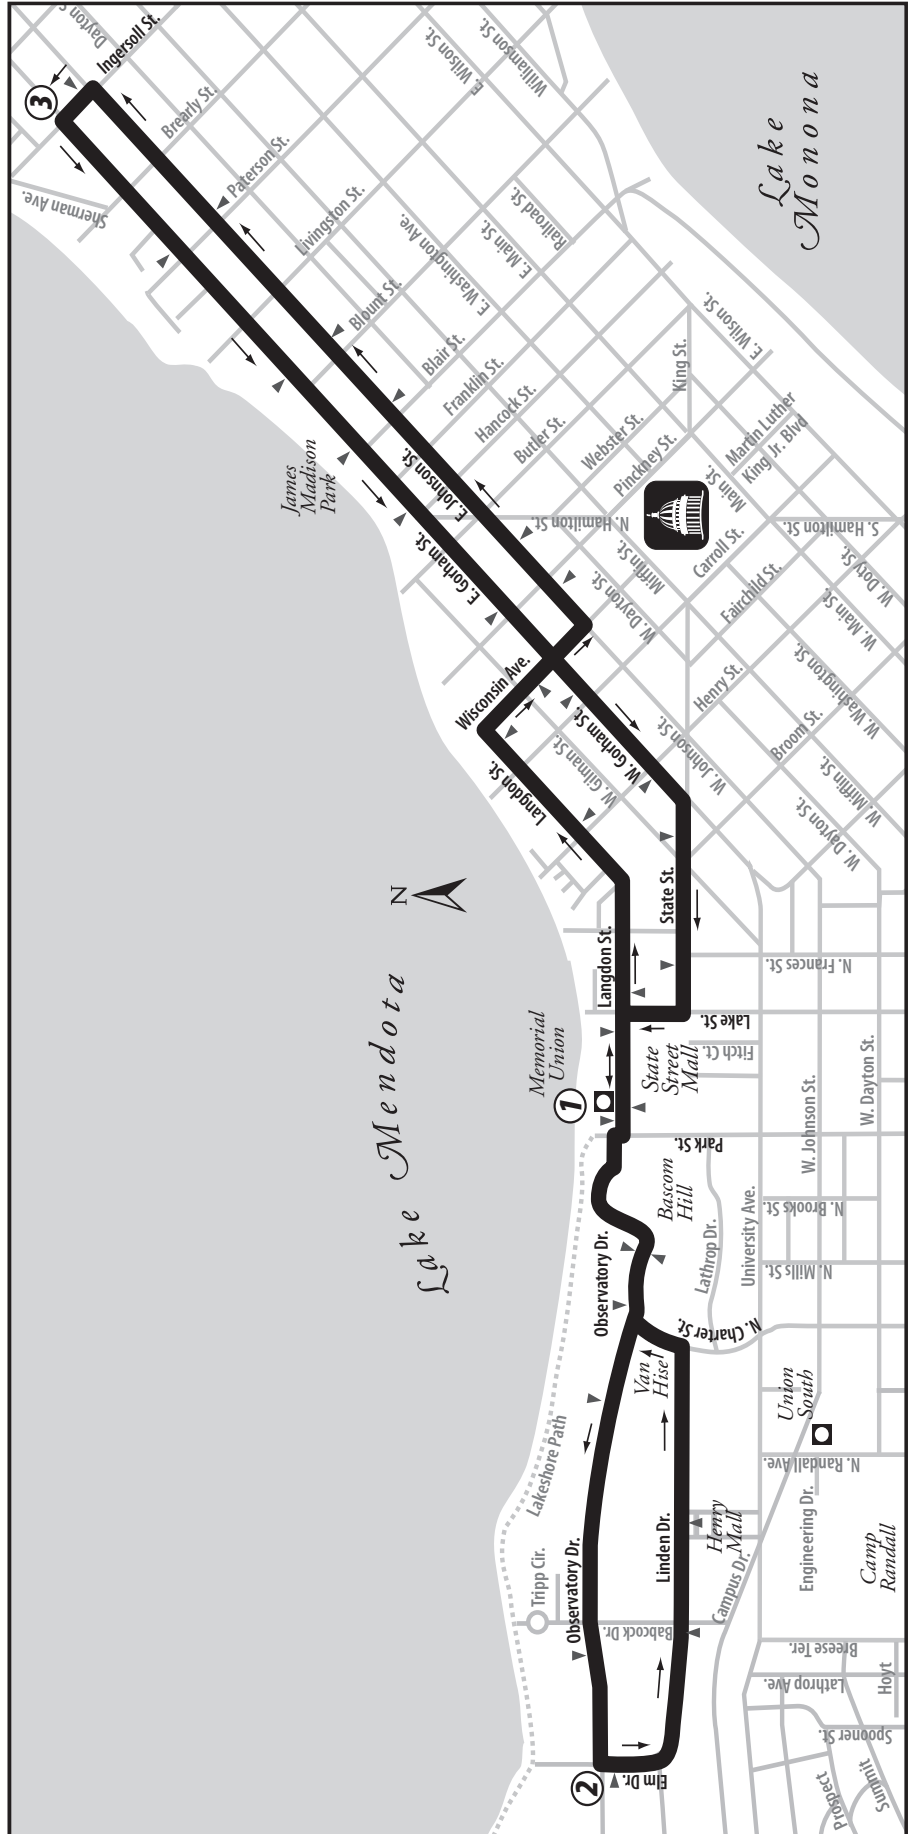 Dayton St.
Ingersoll St.
3
Brearly St.
Paterson St.
Livingston St.
Sherman Ave.
E. Wilson St.
Williamson St.
Lake
Monona
Railroad St.
E. Main St.
E. Washington Ave.
Blount St.
Blair St.
Franklin St.
Hancock St.
Butler St.
Webster St.
Pinckney St.
King St.
E. Wilson St.
Martin Luther
King Jr. Blvd
Main St.
James
Madison
Park
E. Johnson St.
E. Gorham St.
N. Hamilton St.
S. Hamilton St.
Mifflin St.
W. Dayton St.
Carroll St.
Fairchild St.
W. Doty St.
W. Main St.
W. Washington St.
Henry St.
Broom St.
W. Mifflin St.
W. Dayton St.
W. Johnson St.
Wisconsin Ave.
W. Gorham St.
W. Gilman St.
Langdon St.
State St.
N
Lake Mendota
Langdon St.
N. Frances St.
Lake St.
Fitch Ct.
Memorial
Union
1
State
Street
Mall
Park St.
W. Johnson St.
W. Dayton St.
Bascom
Hill
Lathrop Dr.
University Ave.
N. Brooks St.
N. Mills St.
Observatory Dr.
N. Charter St.
Van
Hise
Union
South
N. Randall Ave.
Lakeshore Path
Engineering Dr.
Camp
Randall
Linden Dr.
Henry
Mall
Campus Dr.
Observatory Dr.
Tripp Cir.
Babcock Dr.
Breese Ter.
Lathrop Ave.
Hoyt
Spooner St.
Summit
Prospect
Elm Dr.
2